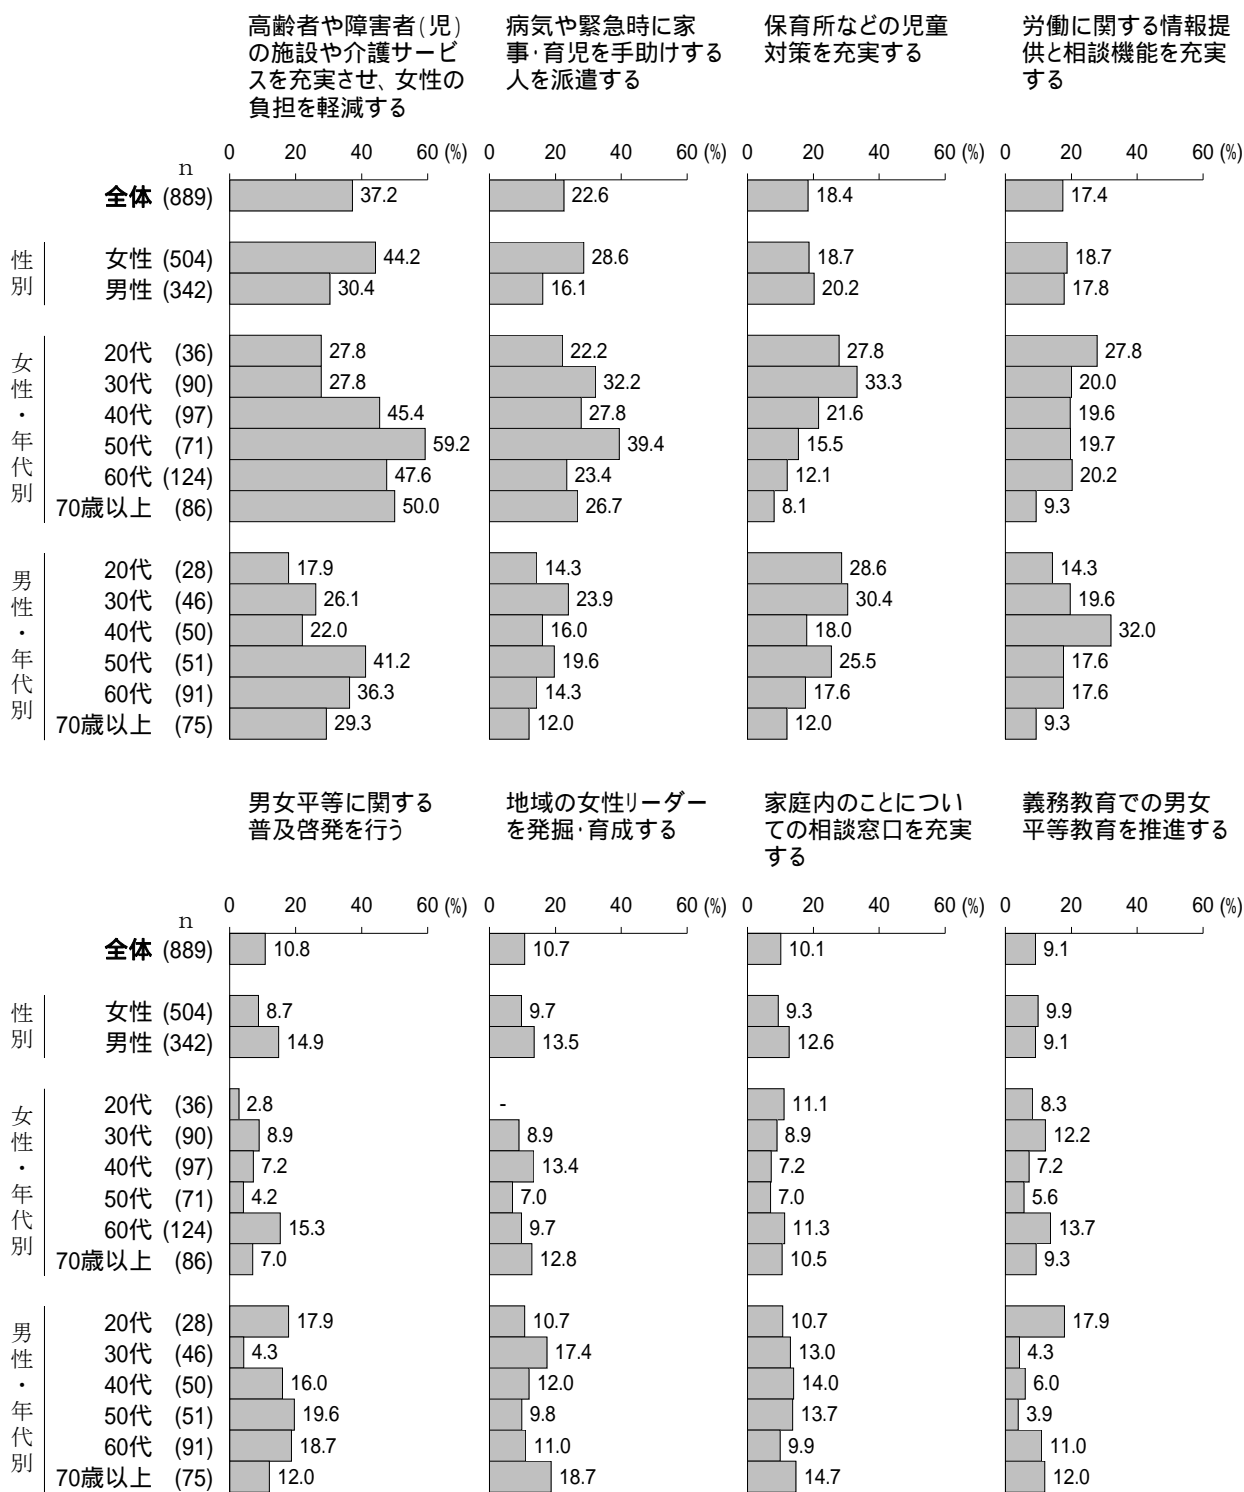 高齢者や障害者(児) 病気や緊急時に家 保育所などの児童 労働に関する情報提
の施設や介護サービ 事・育児を手助けする 対策を充実する 供と相談機能を充実
スを充実させ、女性の 人を派遣する する
負担を軽減する
n 0 20 40 60 (%) 0 20 40 60 (%) 0 20 40 60 (%) 0 20 40 60 (%)
全体 (889) 37.2 22.6 18.4 17.4
性別
女性 (504) 44.2 28.6 18.7 18.7
男性 (342) 30.4 16.1 20.2 17.8
女性・年代別
20代 (36) 27.8 22.2 27.8 27.8
30代 (90) 27.8 32.2 33.3 20.0
40代 (97) 45.4 27.8 21.6 19.6
50代 (71) 59.2 39.4 15.5 19.7
60代 (124) 47.6 23.4 12.1 20.2
70歳以上 (86) 50.0 26.7 8.1 9.3
男性・年代別
20代 (28) 17.9 14.3 28.6 14.3
30代 (46) 26.1 23.9 30.4 19.6
40代 (50) 22.0 16.0 18.0 32.0
50代 (51) 41.2 19.6 25.5 17.6
60代 (91) 36.3 14.3 17.6 17.6
70歳以上 (75) 29.3 12.0 12.0 9.3
男女平等に関する 地域の女性リーダー 家庭内のことについ 義務教育での男女
普及啓発を行う を発掘・育成する ての相談窓口を充実 平等教育を推進する
する
n 0 20 40 60 (%) 0 20 40 60 (%) 0 20 40 60 (%) 0 20 40 60 (%)
全体 (889) 10.8 10.7 10.1 9.1
性別
女性 (504) 8.7 9.7 9.3 9.9
男性 (342) 14.9 13.5 12.6 9.1
女性・年代別
20代 (36) 2.8 - 11.1 8.3
30代 (90) 8.9 8.9 8.9 12.2
40代 (97) 7.2 13.4 7.2 7.2
50代 (71) 4.2 7.0 7.0 5.6
60代 (124) 15.3 9.7 11.3 13.7
70歳以上 (86) 7.0 12.8 10.5 9.3
男性・年代別
20代 (28) 17.9 10.7 10.7 17.9
30代 (46) 4.3 17.4 13.0 4.3
40代 (50) 16.0 12.0 14.0 6.0
50代 (51) 19.6 9.8 13.7 3.9
60代 (91) 18.7 11.0 9.9 11.0
70歳以上 (75) 12.0 18.7 14.7 12.0